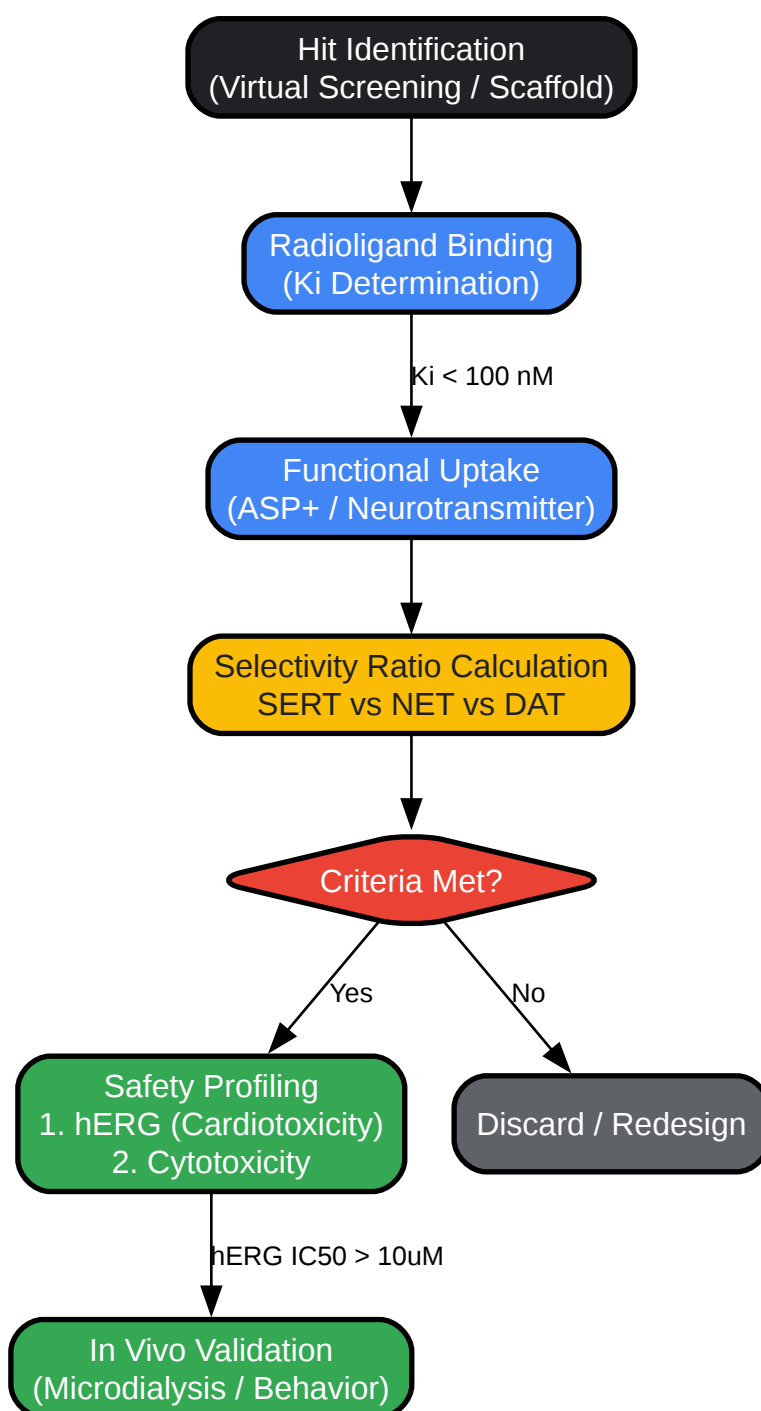 Hit Identification
(Virtual Screening / Scaffold)
Radioligand Binding
(Ki Determination)
Ki < 100 nM
Functional Uptake
(ASP+ / Neurotransmitter)
Selectivity Ratio Calculation
SERT vs NET vs DAT
Criteria Met?
Yes
No
Safety Profiling
1. hERG (Cardiotoxicity)
2. Cytotoxicity
Discard / Redesign
hERG IC50 > 10uM
In Vivo Validation
(Microdialysis / Behavior)